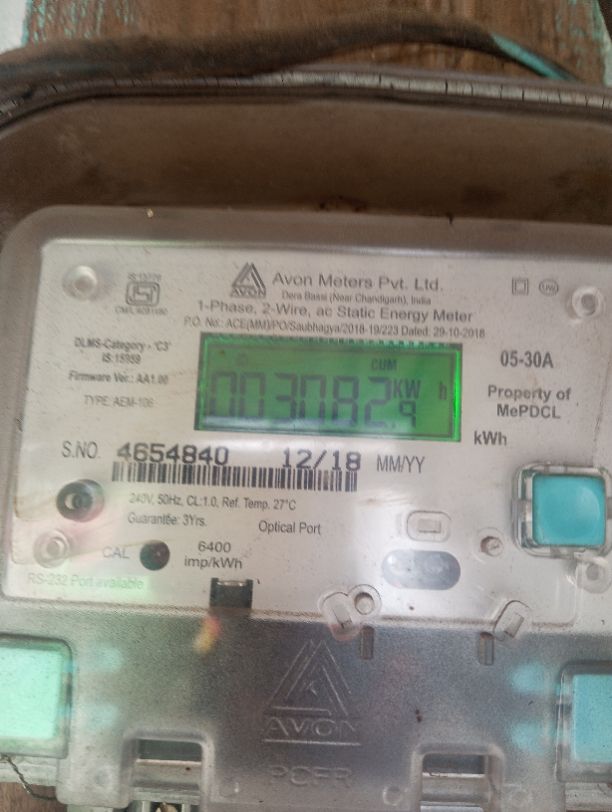 IS:13779
AVON
Avon Meters Pvt. Ltd.
Dera Bassi (Near Chandigarh), India
1-Phase, 2-Wire, ac Static Energy Meter
P.O. No.: ACE(MM)/PO/Saubhagya/2018-19/223 Dated: 29-10-2018
DLMS-Category - 'C3'
IS:15959
Firmware Ver.: AA1.00
TYPE: AEM-106
CUM
003082.9 KW h
kWh
05-30A
Property of
MePDCL
S.NO. 4654840 12/18 MM/YY
240V, 50Hz, CL:1.0, Ref. Temp. 27°C
Guarantee: 3Yrs.
Optical Port
CAL
6400
imp/kWh
RS-232 Port available
AVON